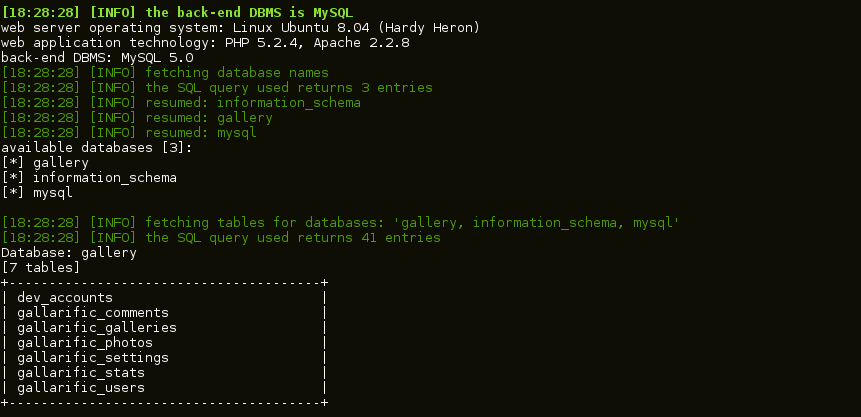 [18:28:28] [INFO] the back-end DBMS is MySQL
web server operating system: Linux Ubuntu 8.04 (Hardy Heron)
web application technology: PHP 5.2.4, Apache 2.2.8
back-end DBMS: MySQL 5.0
[18:28:28] [INFO] fetching database names
[18:28:28] [INFO] the SQL query used returns 3 entries
[18:28:28] [INFO] resumed: information_schema
[18:28:28] [INFO] resumed: gallery
[18:28:28] [INFO] resumed: mysql
available databases [3]:
[*] gallery
[*] information_schema
[*] mysql
[18:28:28] [INFO] fetching tables for databases: 'gallery, information_schema, mysql'
[18:28:28] [INFO] the SQL query used returns 41 entries
Database: gallery
[7 tables]
+---------------------------------------+
| dev_accounts                          |
| gallarific_comments                   |
| gallarific_galleries                  |
| gallarific_photos                     |
| gallarific_settings                   |
| gallarific_stats                      |
| gallarific_users                      |
+---------------------------------------+